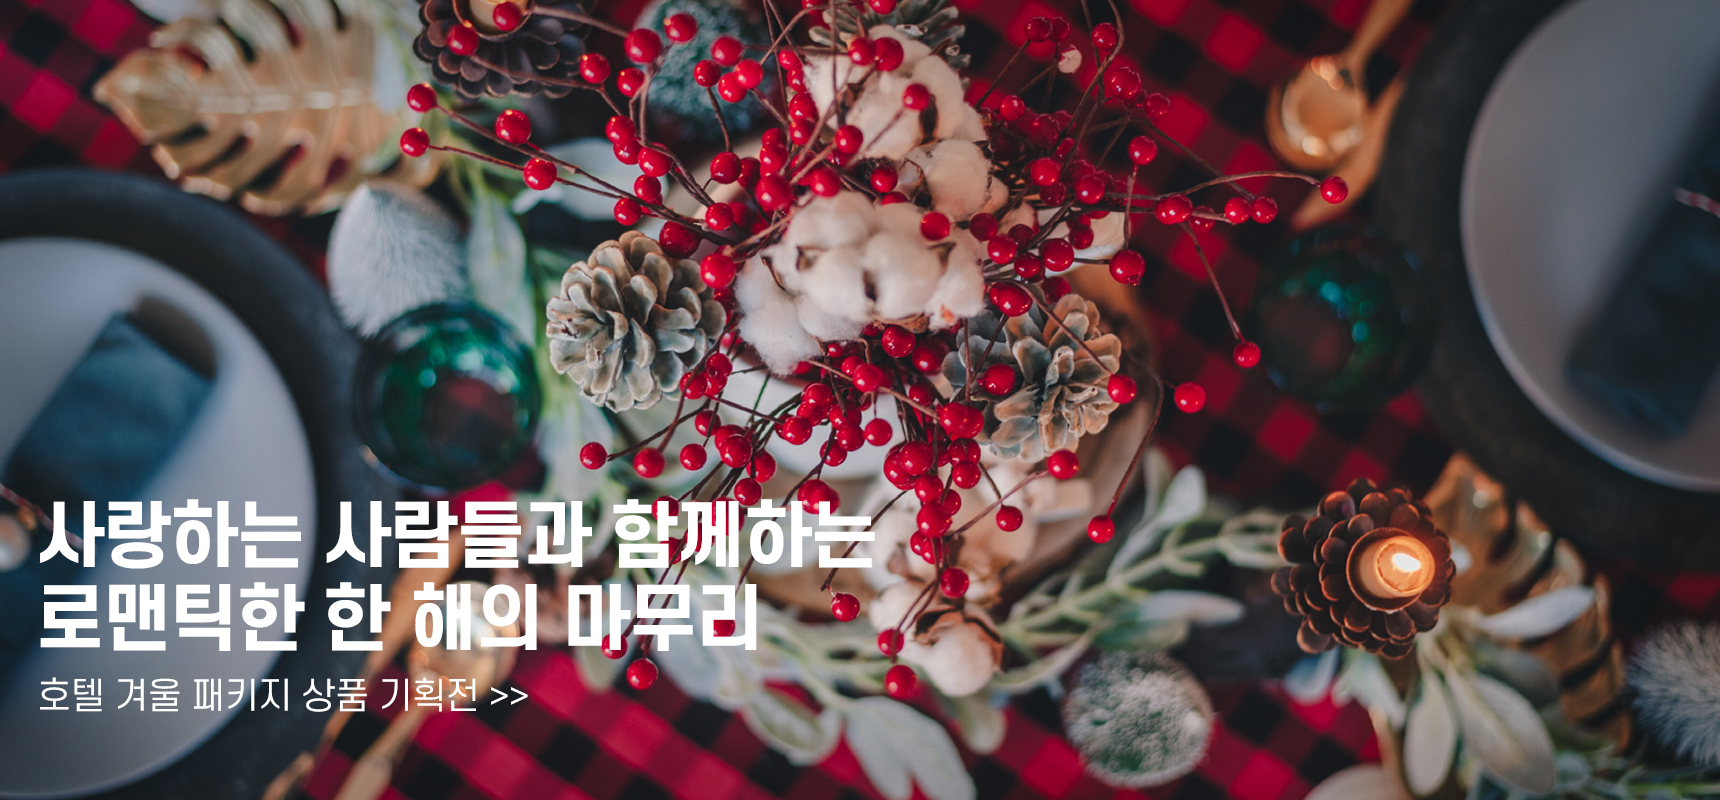 사랑하는 사람들과 함께하는
로맨틱한 한 해의 마무리
호텔 겨울 패키지 상품 기획전 >>